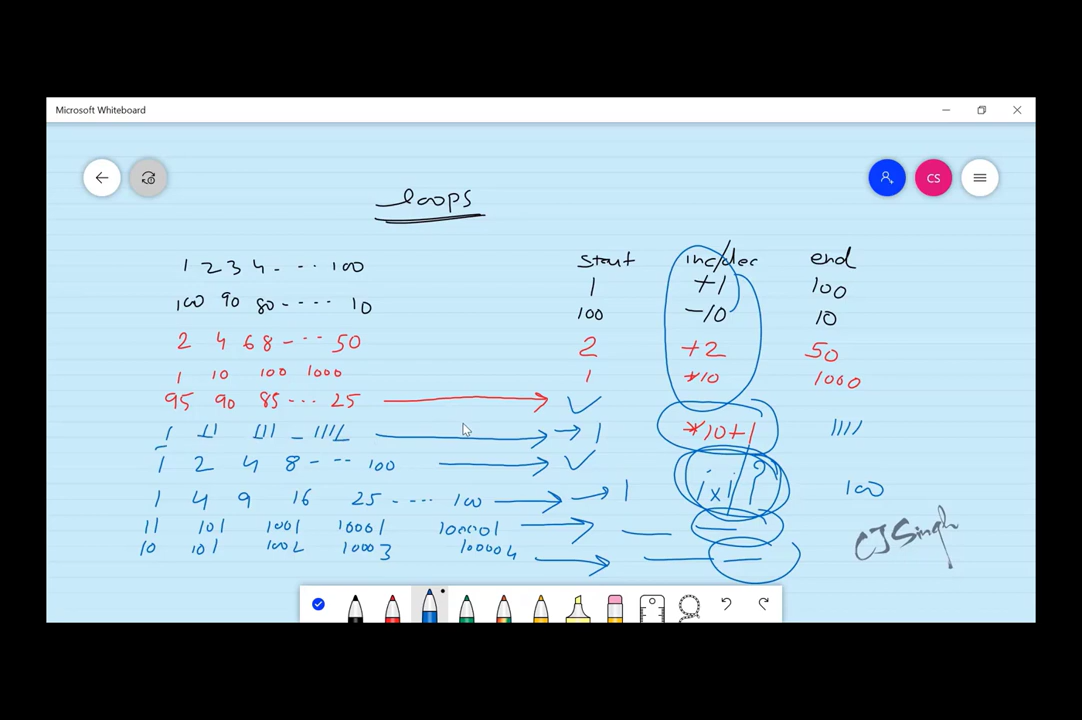 Microsoft Whiteboard
CS
loops
start inc/dec end
1 2 3 4 - ... 100 1 +1 100
100 90 80 - .... 10 100 -10 10
2 4 6 8 - ... 50 2 +2 50
1 10 100 1000 1 *10 1000
95 90 85 ... 25 ✓
1 11 111 - 1111 1 *10+1 1111
1 2 4 8 - -- 100 ✓
1 4 9 16 25 - .... 100 1 i×i/? 100
11 101 1001 10001 100001
10 101 1002 10003 100004
CJSingh